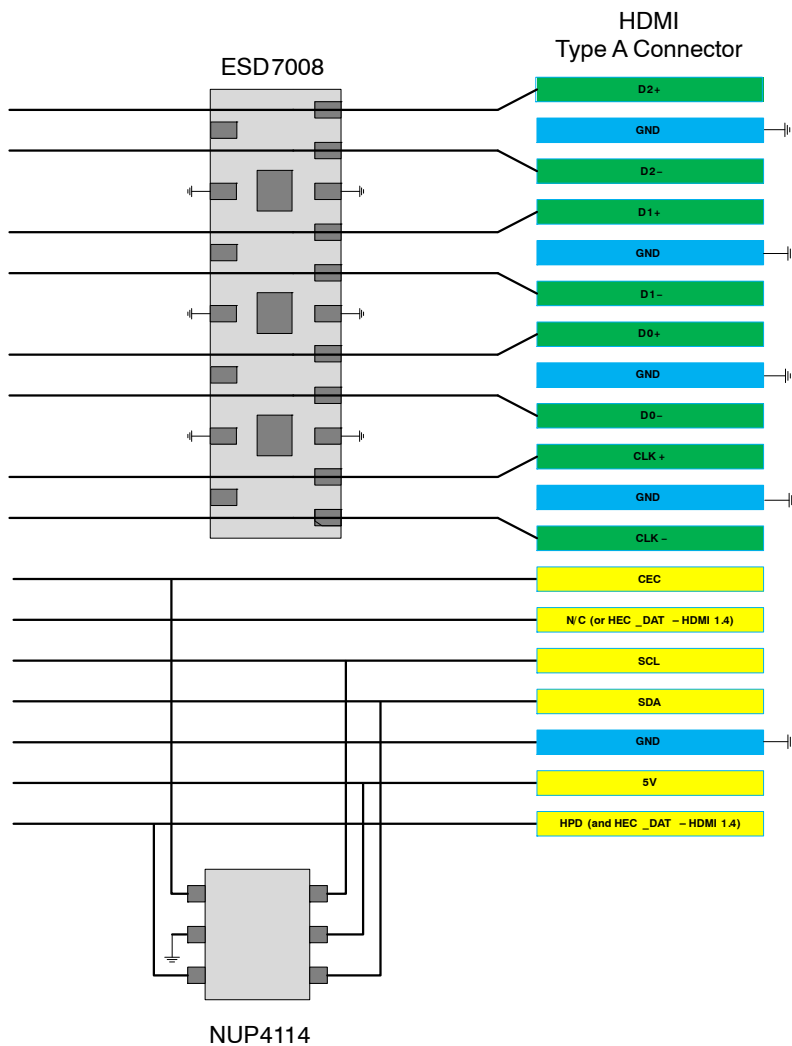 HDMI
Type A Connector
ESD7008
D2+
GND
D2−
D1+
GND
D1−
D0+
GND
D0−
CLK +
GND
CLK −
CEC
N/C (or HEC _DAT – HDMI 1.4)
SCL
SDA
GND
5V
HPD (and HEC _DAT – HDMI 1.4)
NUP4114